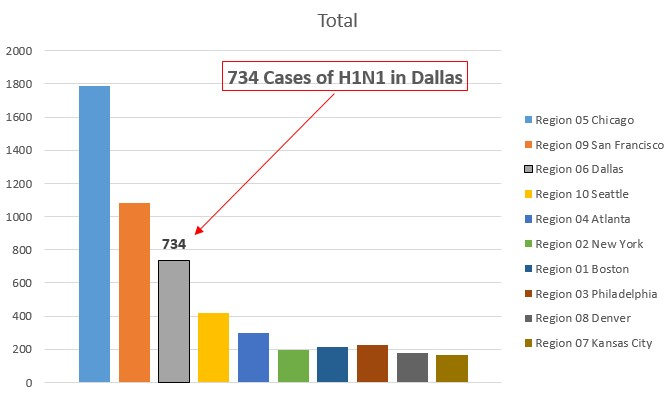 Total
2000
1800
1600
1400
1200
1000
800
600
400
200
0
734 Cases of H1N1 in Dallas
734
Region 05 Chicago
Region 09 San Francisco
Region 06 Dallas
Region 10 Seattle
Region 04 Atlanta
Region 02 New York
Region 01 Boston
Region 03 Philadelphia
Region 08 Denver
Region 07 Kansas City